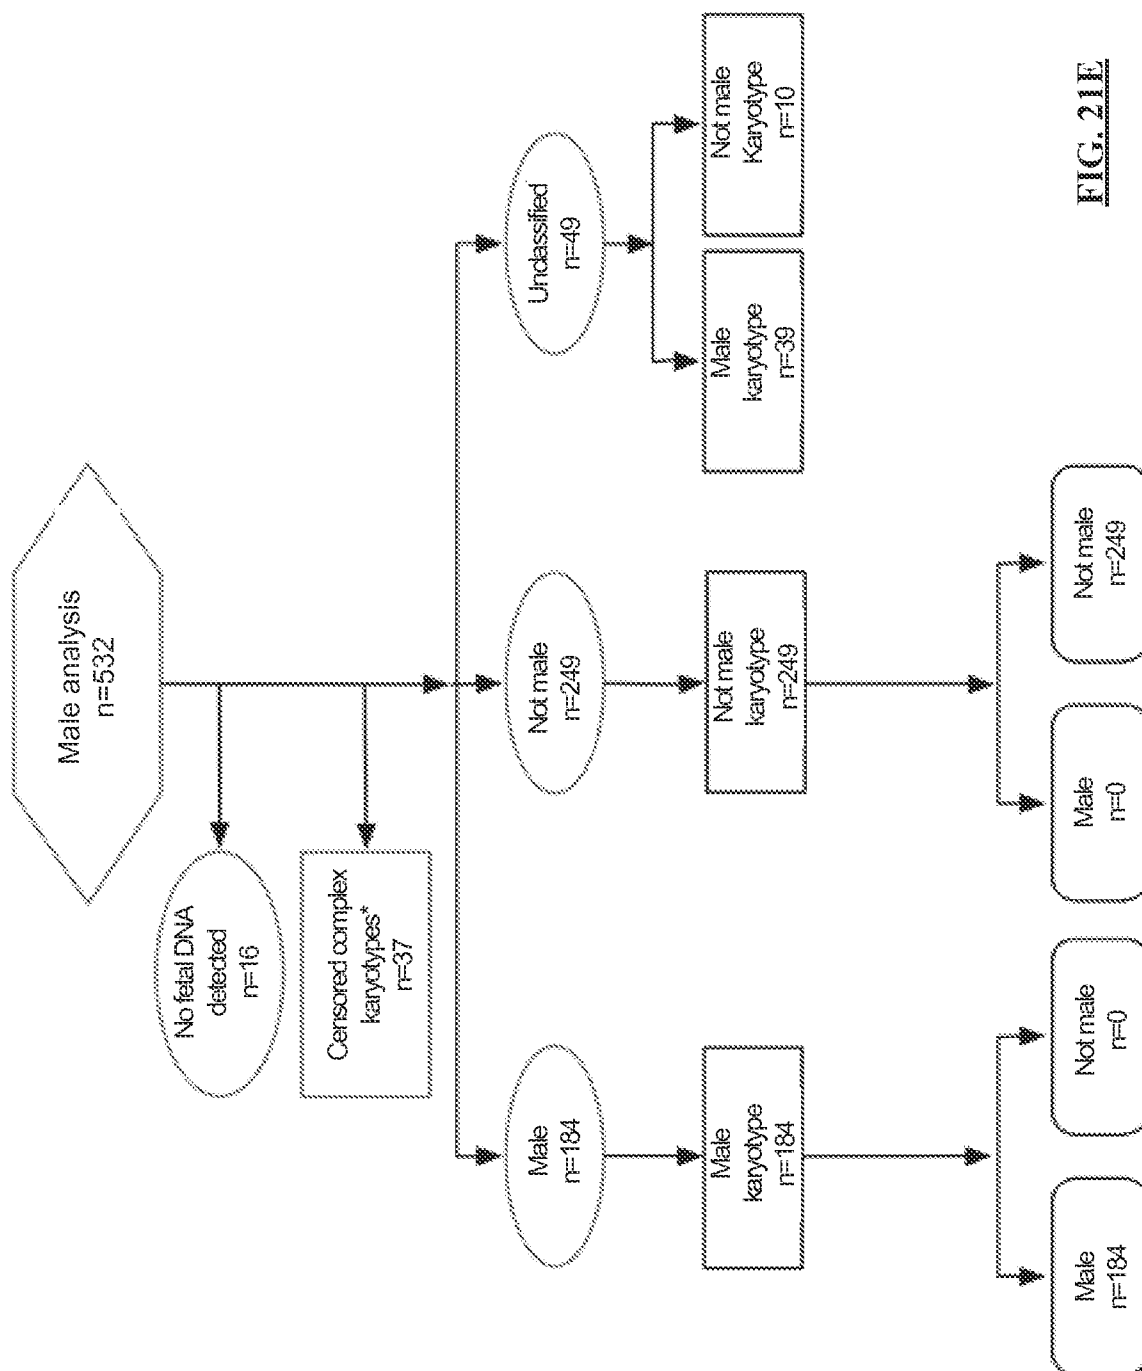 Male analysis
n=532
No fetal DNA
detected
n=16
Censored complex
karyotypes*
n=37
Male
n=184
Not male
n=249
Unclassified
n=49
Male
karyotype
n=184
Not male
karyotype
n=249
Male
karyotype
n=39
Not male
Karyotype
n=10
Male
n=184
Not male
n=0
Male
n=0
Not male
n=249
FIG. 21E